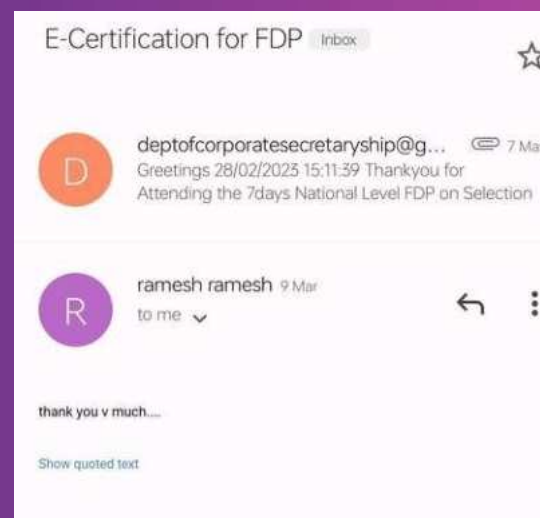 E-Certification for FDP Inbox
D
deptofcorporatesecretaryship@g... 7 Ma
Greetings 28/02/2023 15:11:39 Thankyou for
Attending the 7days National Level FDP on Selection
R
ramesh ramesh 9 Mar
to me
thank you v much....
Show quoted text